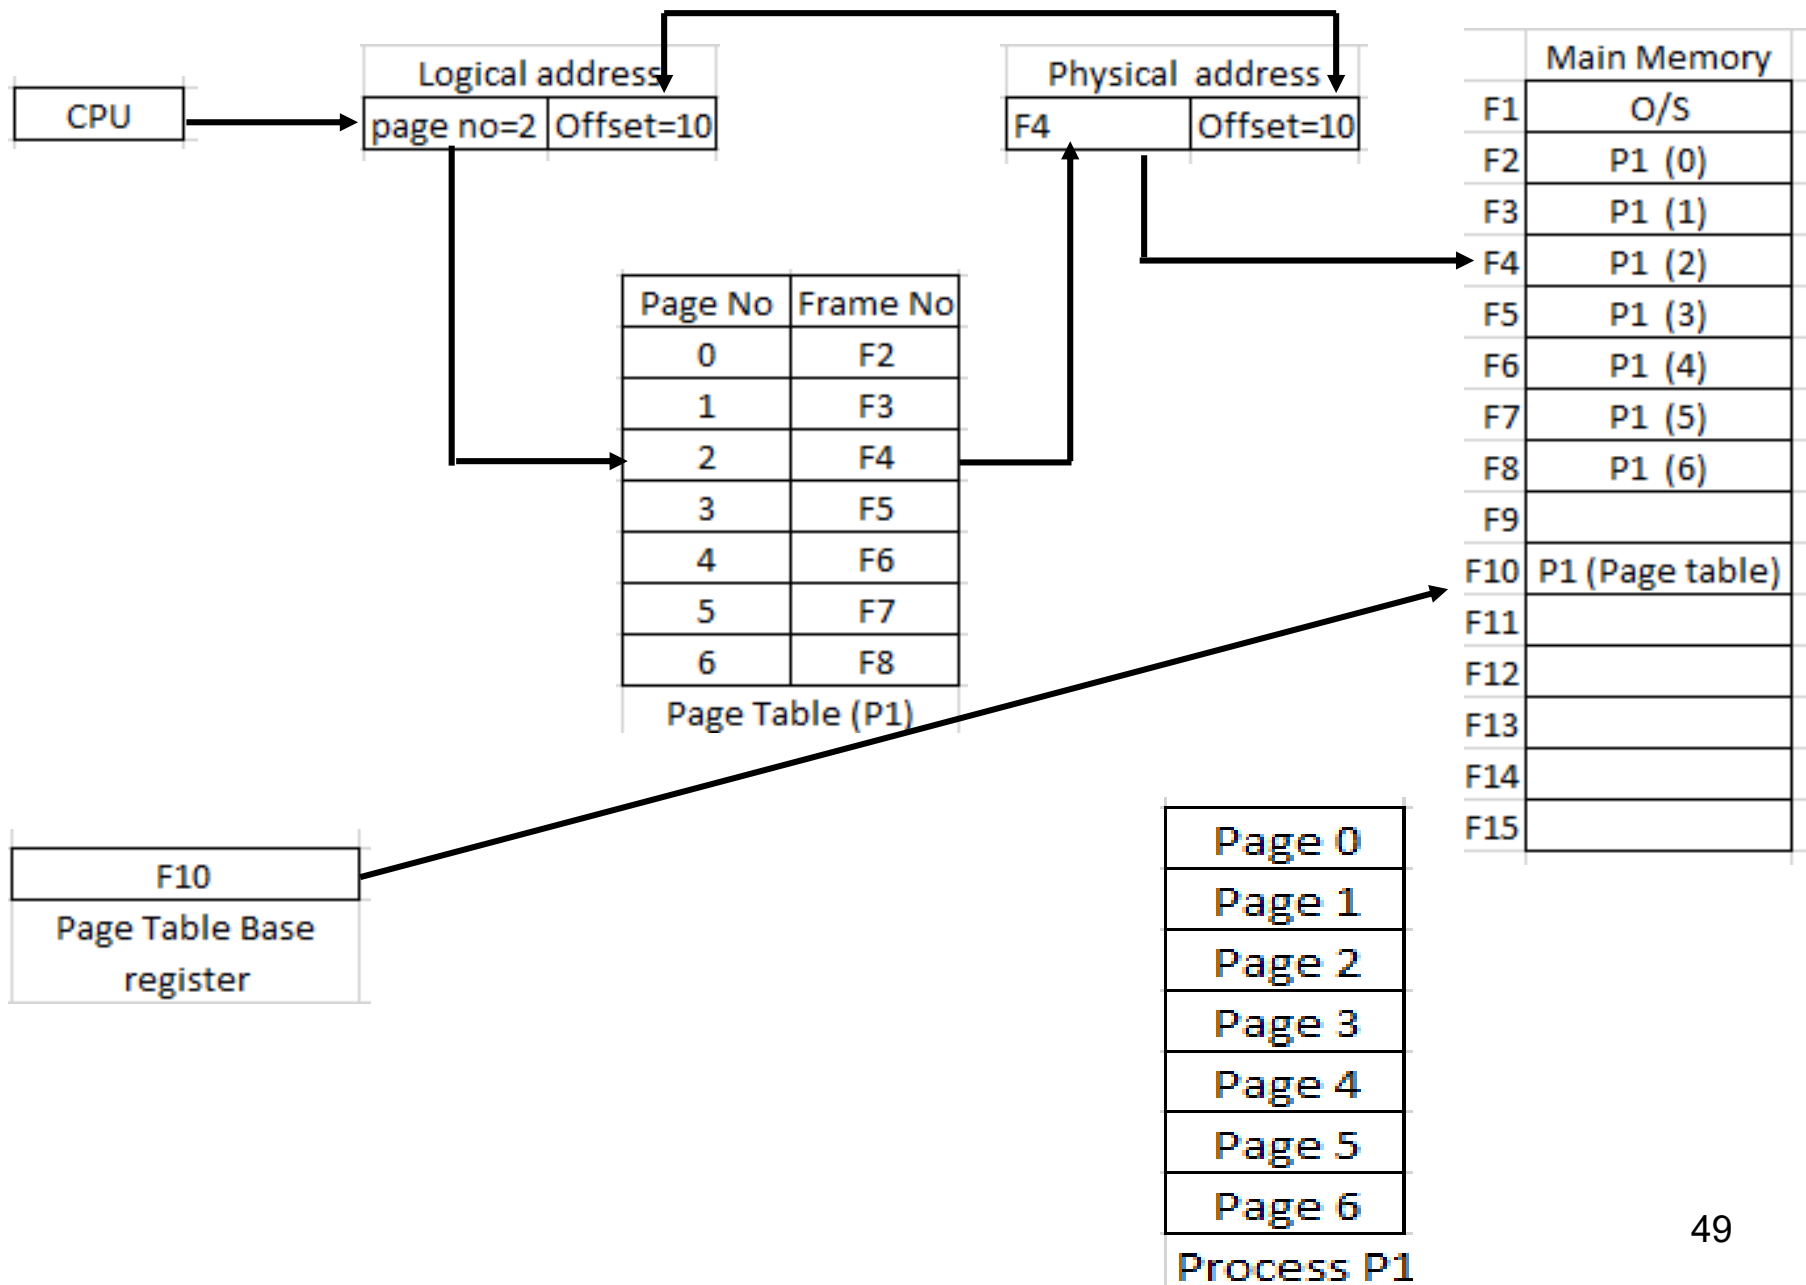 CPU
Logical address
page no=2 Offset=10
Physical address
F4 Offset=10
Page No Frame No
0 F2
1 F3
2 F4
3 F5
4 F6
5 F7
6 F8
Page Table (P1)
Main Memory
F1 O/S
F2 P1 (0)
F3 P1 (1)
F4 P1 (2)
F5 P1 (3)
F6 P1 (4)
F7 P1 (5)
F8 P1 (6)
F9
F10 P1 (Page table)
F11
F12
F13
F14
F15
F10
Page Table Base
register
Page 0
Page 1
Page 2
Page 3
Page 4
Page 5
Page 6
Process P1
49